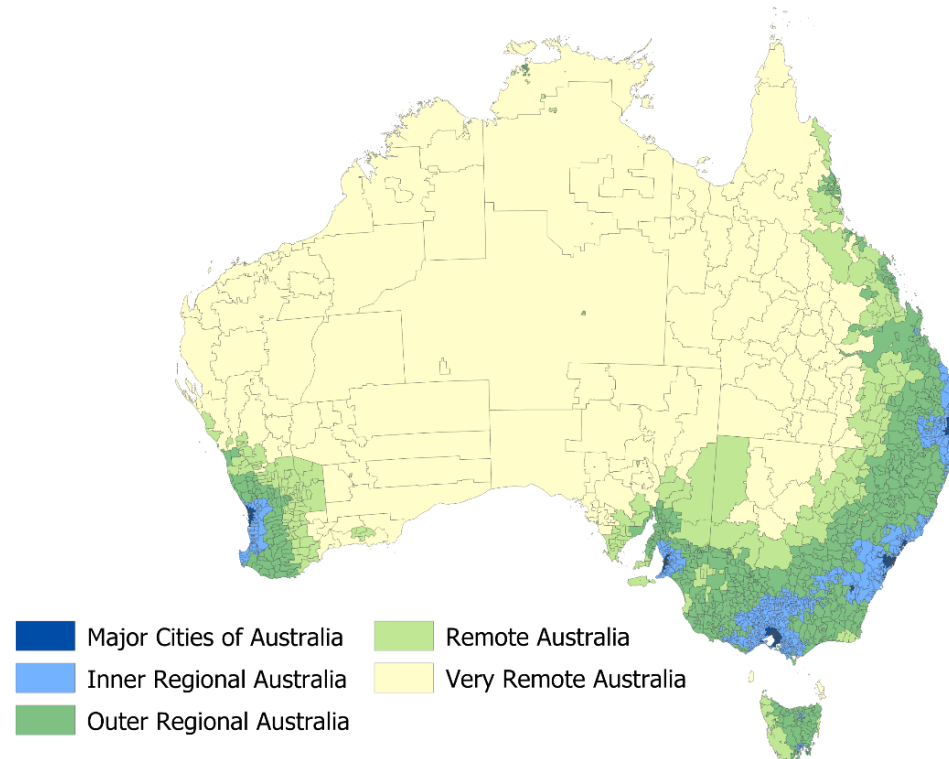 Major Cities of Australia
Inner Regional Australia
Outer Regional Australia
Remote Australia
Very Remote Australia